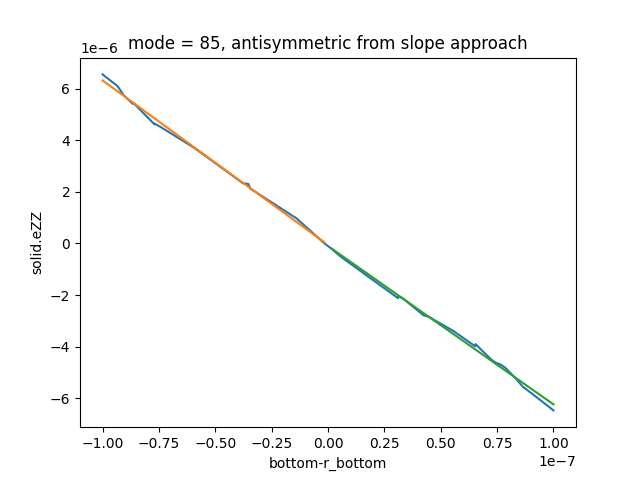 1e−6
mode = 85, antisymmetric from slope approach
6
4
2
0
−2
−4
−6
solid.eZZ
−1.00 −0.75 −0.50 −0.25 0.00 0.25 0.50 0.75 1.00
bottom-r_bottom
1e−7